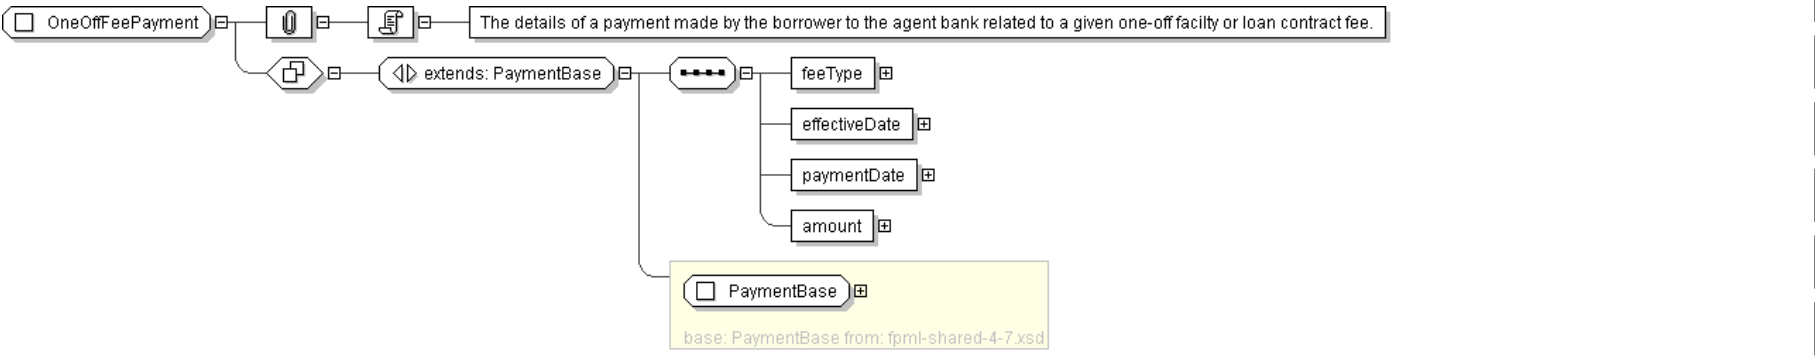 OneOffFeePayment
The details of a payment made by the borrower to the agent bank related to a given one-off facilty or loan contract fee.
extends: PaymentBase
feeType
effectiveDate
paymentDate
amount
PaymentBase
base: PaymentBase from: fpml-shared-4-7.xsd